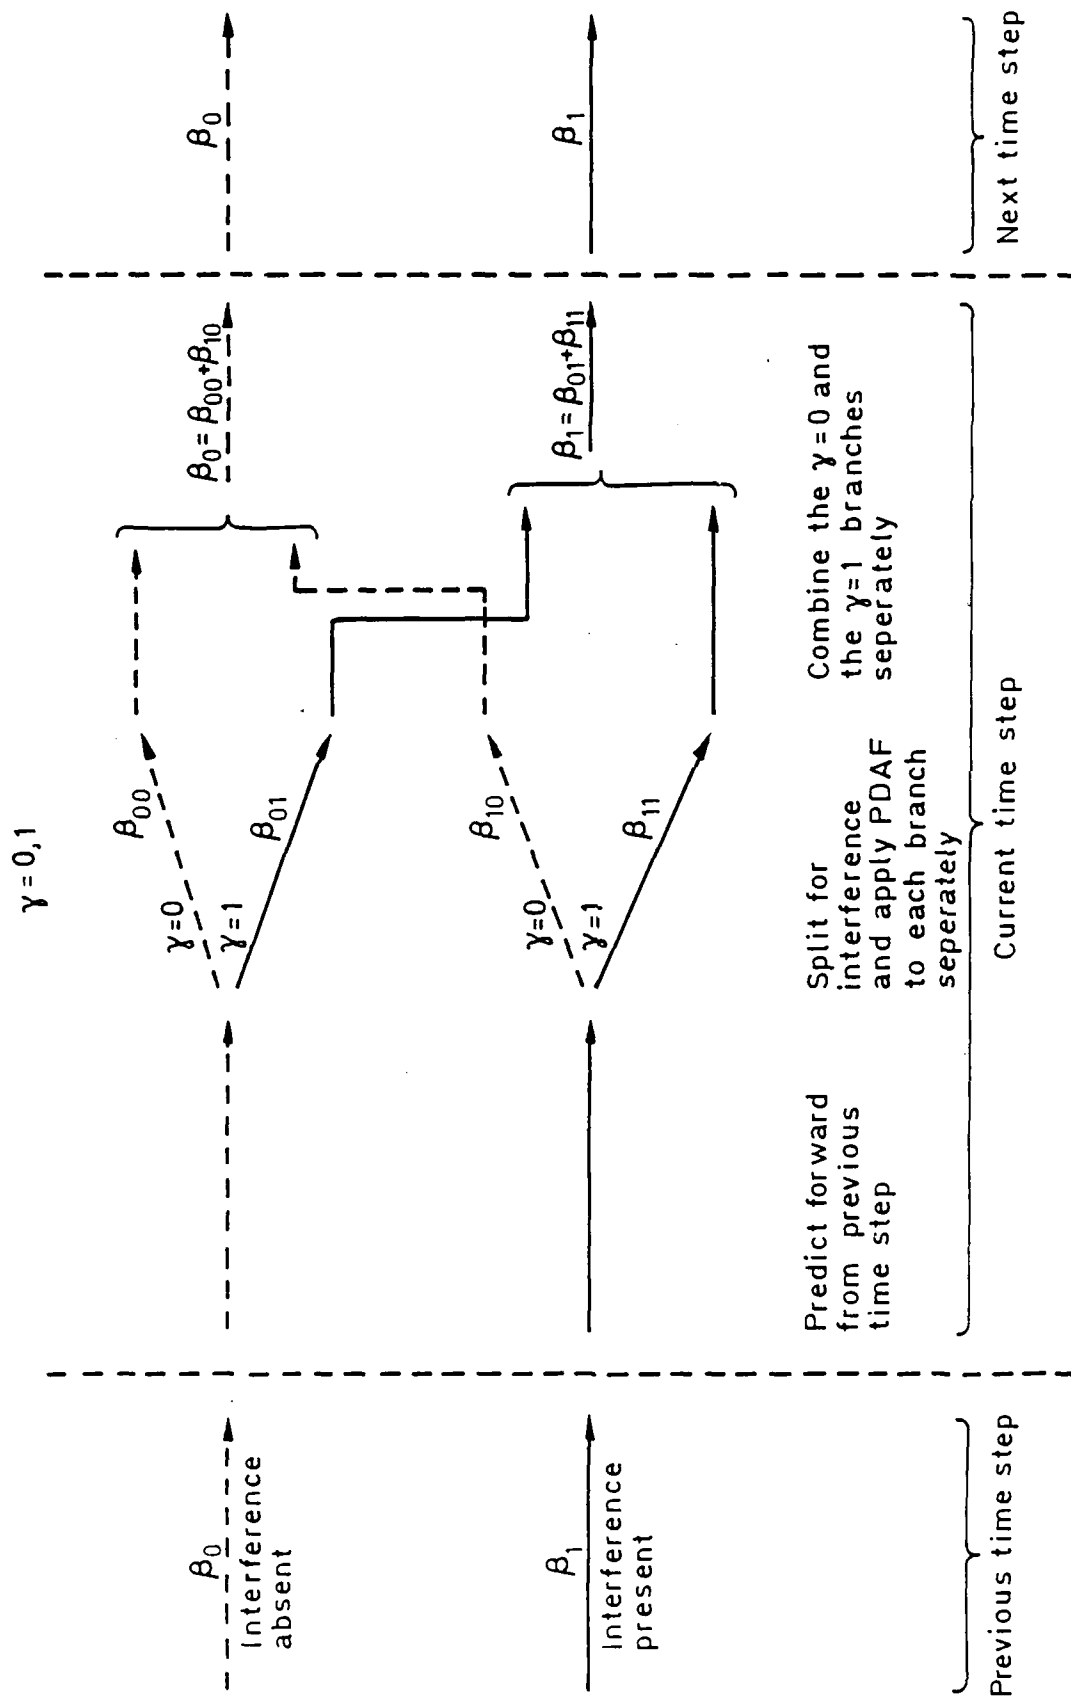 γ = 0,1
β₀
Interference
absent
β₁
Interference
present
Previous time step
γ=0
γ=1
β₀₀
β₀₁
γ=0
γ=1
β₁₀
β₁₁
β₀ = β₀₀+β₁₀
β₁ = β₀₁+β₁₁
Predict forward
from previous
time step
Split for
interference
and apply PDAF
to each branch
seperately
Combine the γ=0 and
the γ=1 branches
seperately
Current time step
β₀
β₁
Next time step